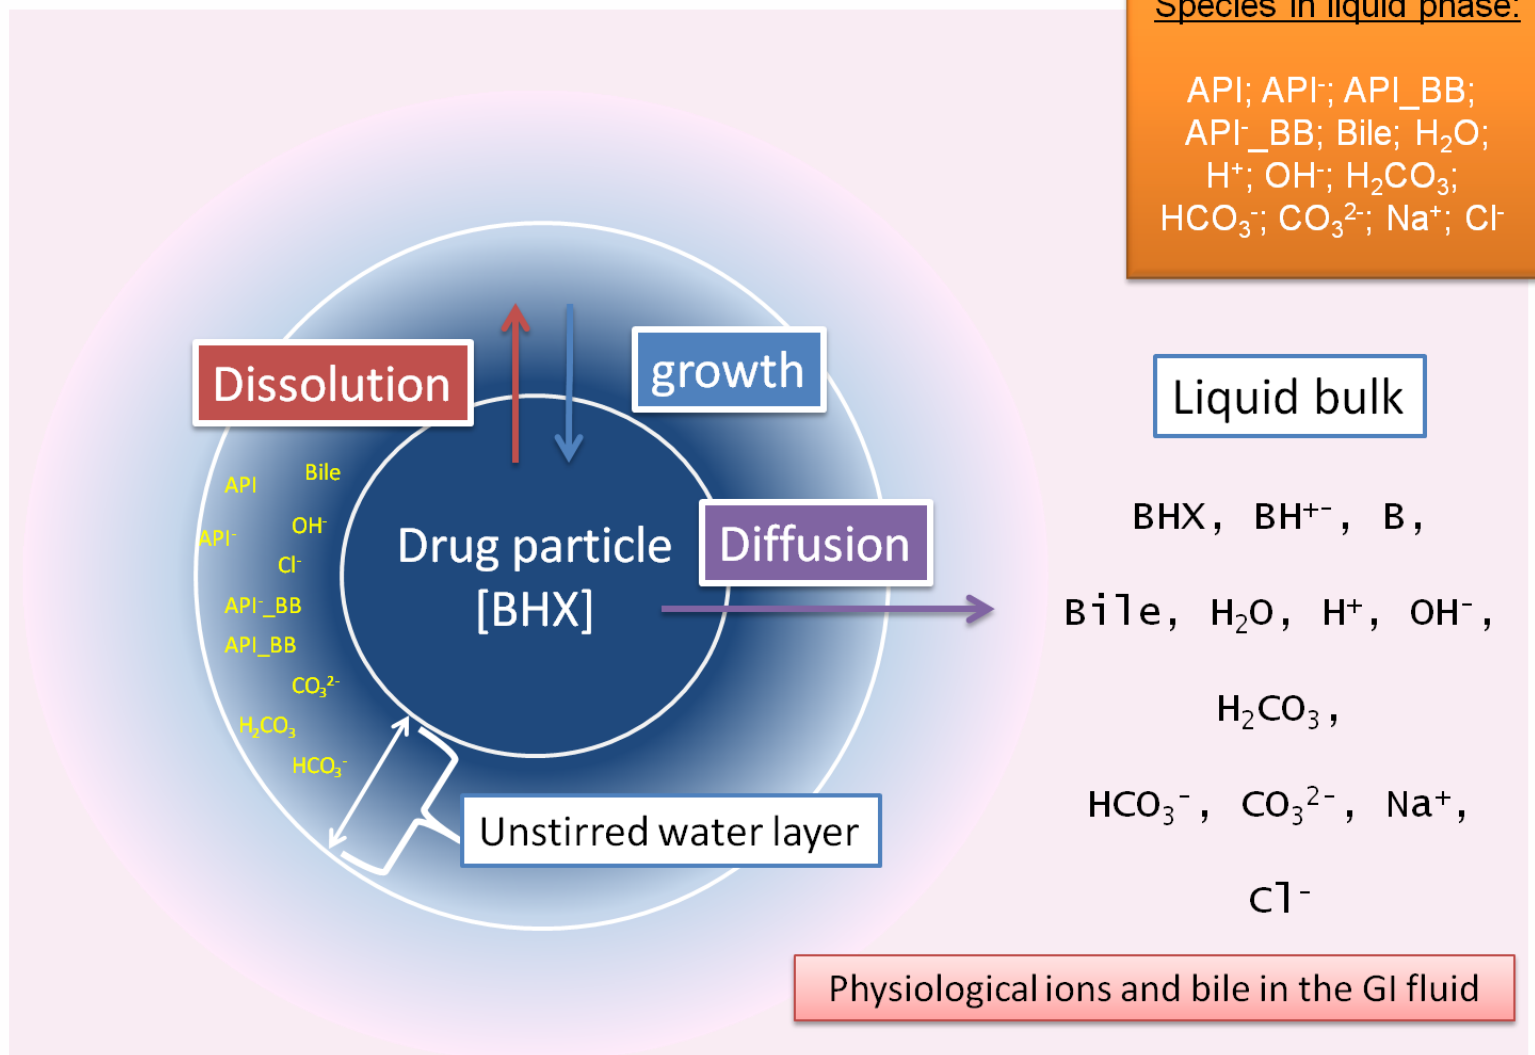 Species in liquid phase:
API; API⁻; API_BB;
API⁻_BB; Bile; H₂O;
H⁺; OH⁻; H₂CO₃;
HCO₃⁻; CO₃²⁻; Na⁺; Cl⁻
Dissolution
growth
Liquid bulk
API
Bile
API⁻
OH⁻
Cl⁻
API⁻_BB
API_BB
CO₃²⁻
H₂CO₃
HCO₃⁻
Drug particle
[BHX]
Diffusion
Unstirred water layer
BHX, BH⁺⁻, B,
Bile, H₂O, H⁺, OH⁻,
H₂CO₃,
HCO₃⁻, CO₃²⁻, Na⁺,
Cl⁻
Physiological ions and bile in the GI fluid